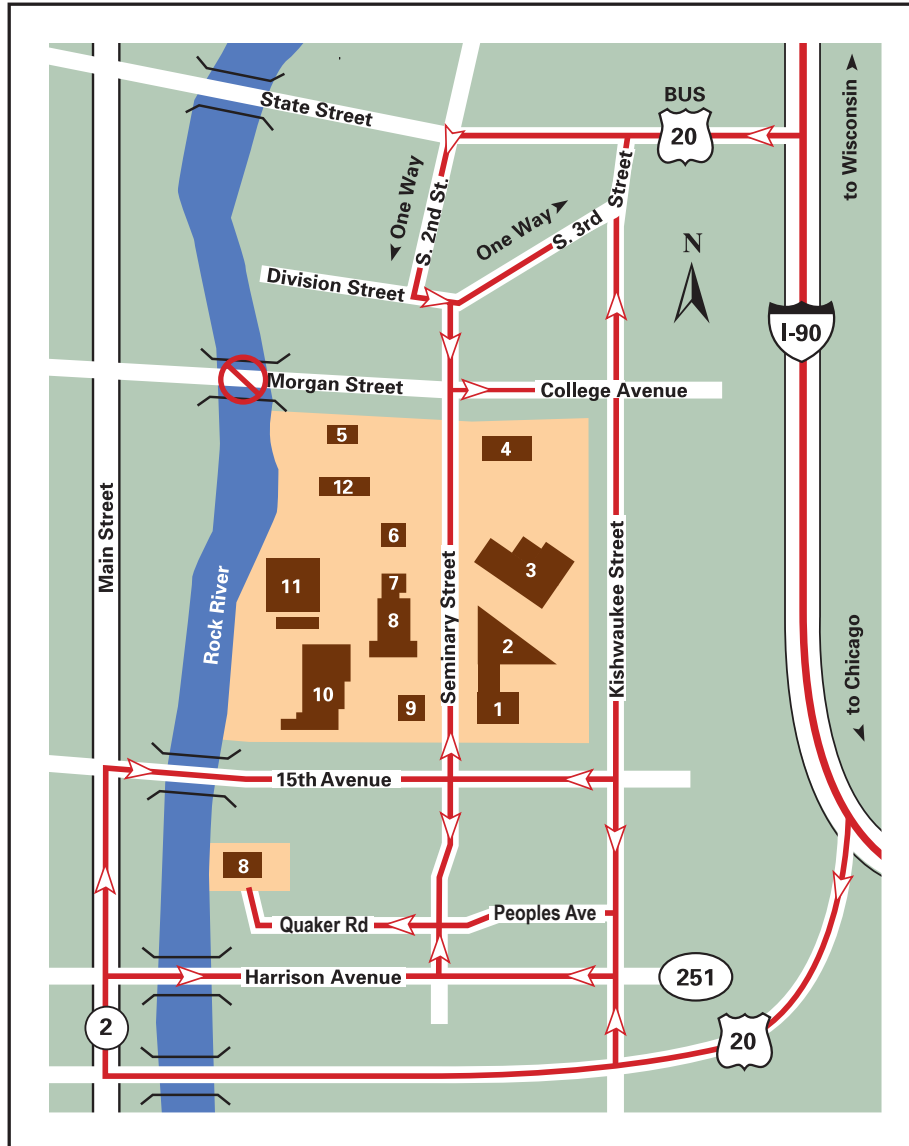 State Street
BUS
20
to Wisconsin
One Way
S. 2nd St.
One Way
S. 3rd Street
N
Division Street
I-90
Morgan Street
College Avenue
5
4
12
6
3
11
7
8
2
10
9
1
Main Street
Rock River
Seminary Street
Kishwaukee Street
to Chicago
15th Avenue
8
Quaker Rd
Peoples Ave
Harrison Avenue
251
2
20